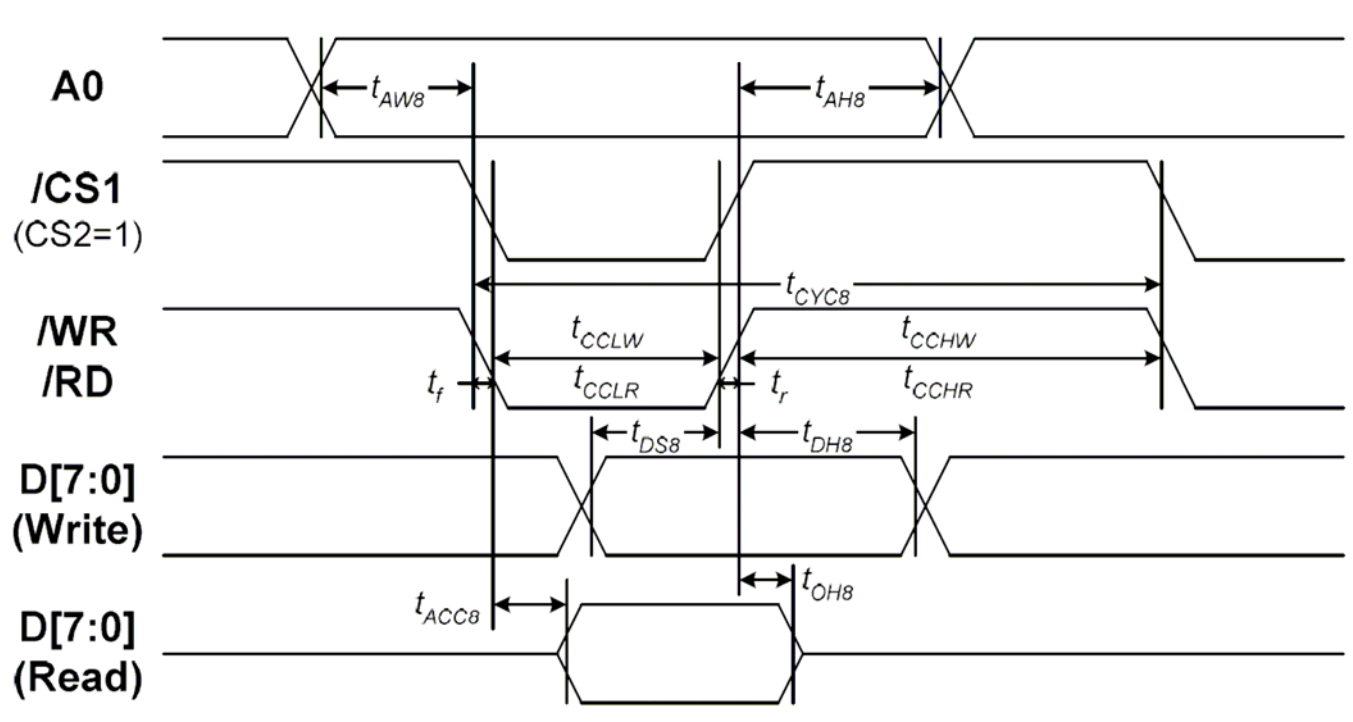 A0
tAW8
tAH8
/CS1
(CS2=1)
tCYC8
/WR
/RD
tCCLW
tCCHW
tf
tCCLR
tr
tCCHR
tDS8
tDH8
D[7:0]
(Write)
tOH8
tACC8
D[7:0]
(Read)